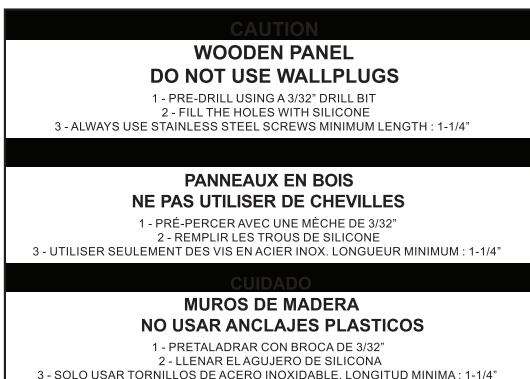 CAUTION
WOODEN PANEL
DO NOT USE WALLPLUGS
1 - PRE-DRILL USING A 3/32” DRILL BIT
2 - FILL THE HOLES WITH SILICONE
3 - ALWAYS USE STAINLESS STEEL SCREWS MINIMUM LENGTH : 1-1/4”
PANNEAUX EN BOIS
NE PAS UTILISER DE CHEVILLES
1 - PRÉ-PERCER AVEC UNE MÈCHE DE 3/32”
2 - REMPLIR LES TROUS DE SILICONE
3 - UTILISER SEULEMENT DES VIS EN ACIER INOX. LONGUEUR MINIMUM : 1-1/4”
CUIDADO
MUROS DE MADERA
NO USAR ANCLAJES PLASTICOS
1 - PRETALADRAR CON BROCA DE 3/32”
2 - LLENAR EL AGUJERO DE SILICONA
3 - SOLO USAR TORNILLOS DE ACERO INOXIDABLE. LONGITUD MINIMA : 1-1/4”